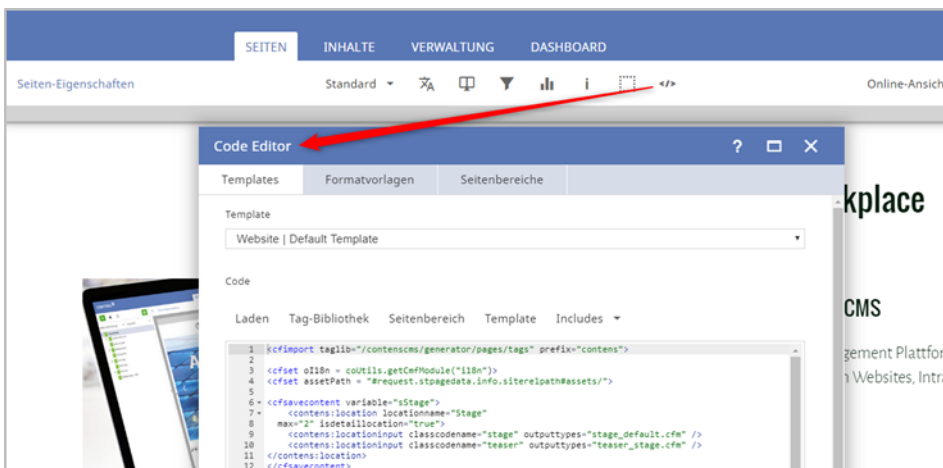 SEITEN INHALTE VERWALTUNG DASHBOARD
Seiten-Eigenschaften Standard i </> Online-Ansich
Code Editor ?
Templates Formatvorlagen Seitenbereiche
kplace
Template
Website | Default Template
Code
CMS
Laden Tag-Bibliothek Seitenbereich Template Includes
1 <cfimport taglib="/contenscms/generator/pages/tags" prefix="contens">
gement Plattfor
2
3 <cfset oI18n = coUtils.getCmfModule("i18n")>
n Websites, Intra
4 <cfset assetPath = "#request.stpagedata.info.siterelpath#assets/">
5
6 <cfsavecontent variable="sStage">
7 <contens:location locationname="Stage"
8 max="2" isdetaillocation="true">
9 <contens:locationinput classcodename="stage" outputtypes="stage_default.cfm" />
10 <contens:locationinput classcodename="teaser" outputtypes="teaser_stage.cfm" />
11 </contens:location>
12 </cfsavecontent>